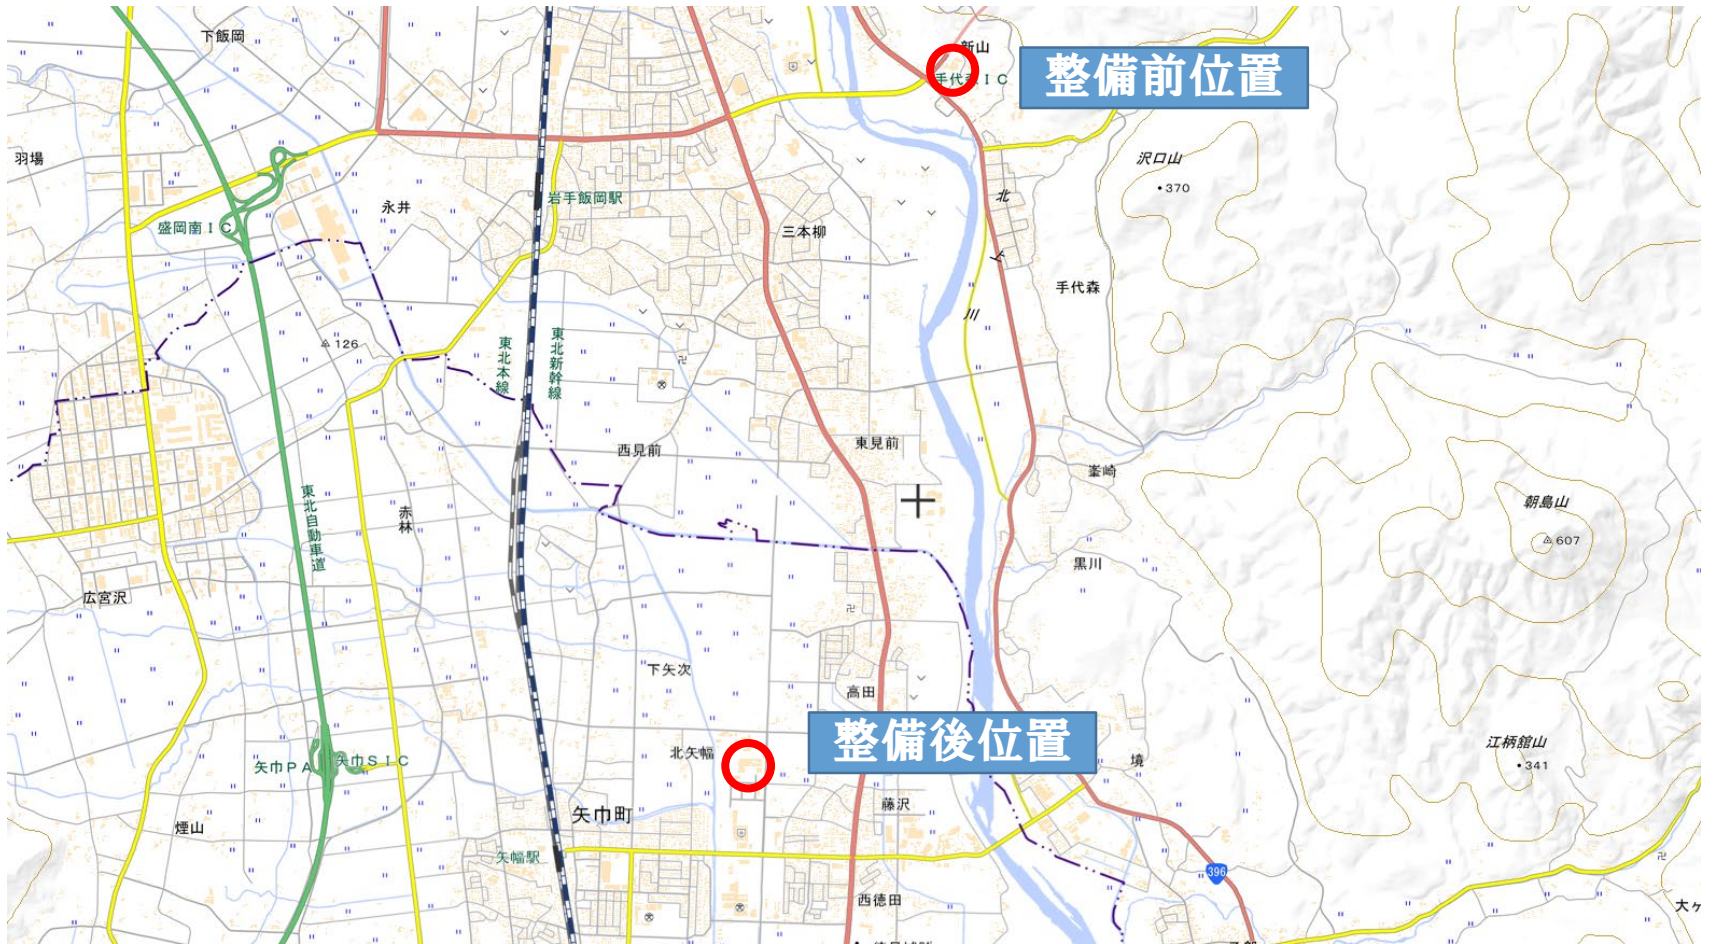 下飯岡
新山
手代森IC
整備前位置
羽場
沢口山
370
岩手飯岡駅
永井
北
上
川
盛岡南IC
三本柳
手代森
126
東北本線
東北新幹線
西見前
東見前
峯崎
朝島山
607
東北自動車道
赤林
黒川
広宮沢
下矢次
高田
整備後位置
北矢幅
江柄舘山
341
境
矢巾PA
矢巾SIC
藤沢
矢巾町
煙山
矢幅駅
396
西徳田
大ヶ